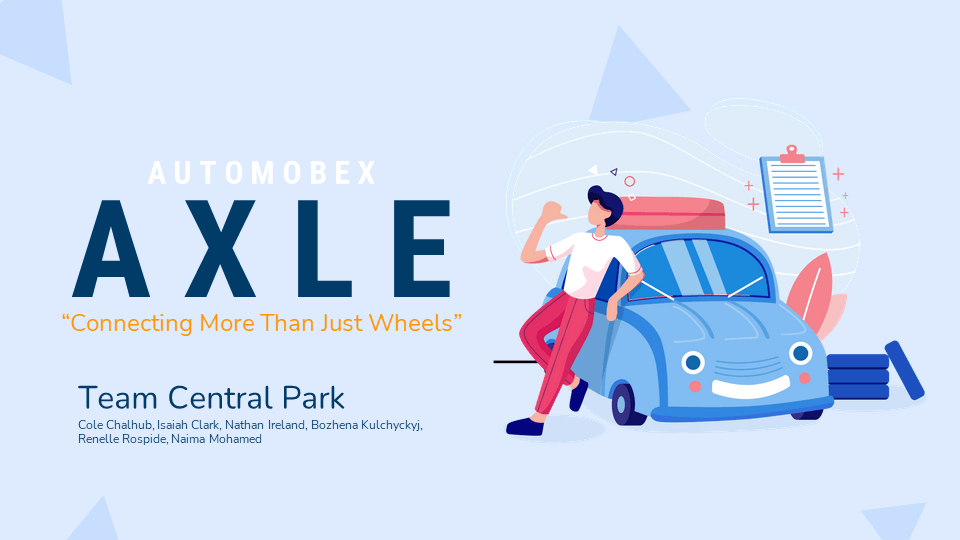 AUTOMOBEX
AXLE
“Connecting More Than Just Wheels”
Team Central Park
Cole Chalhub, Isaiah Clark, Nathan Ireland, Bozhena Kulchyckyj,
Renelle Rospide, Naima Mohamed